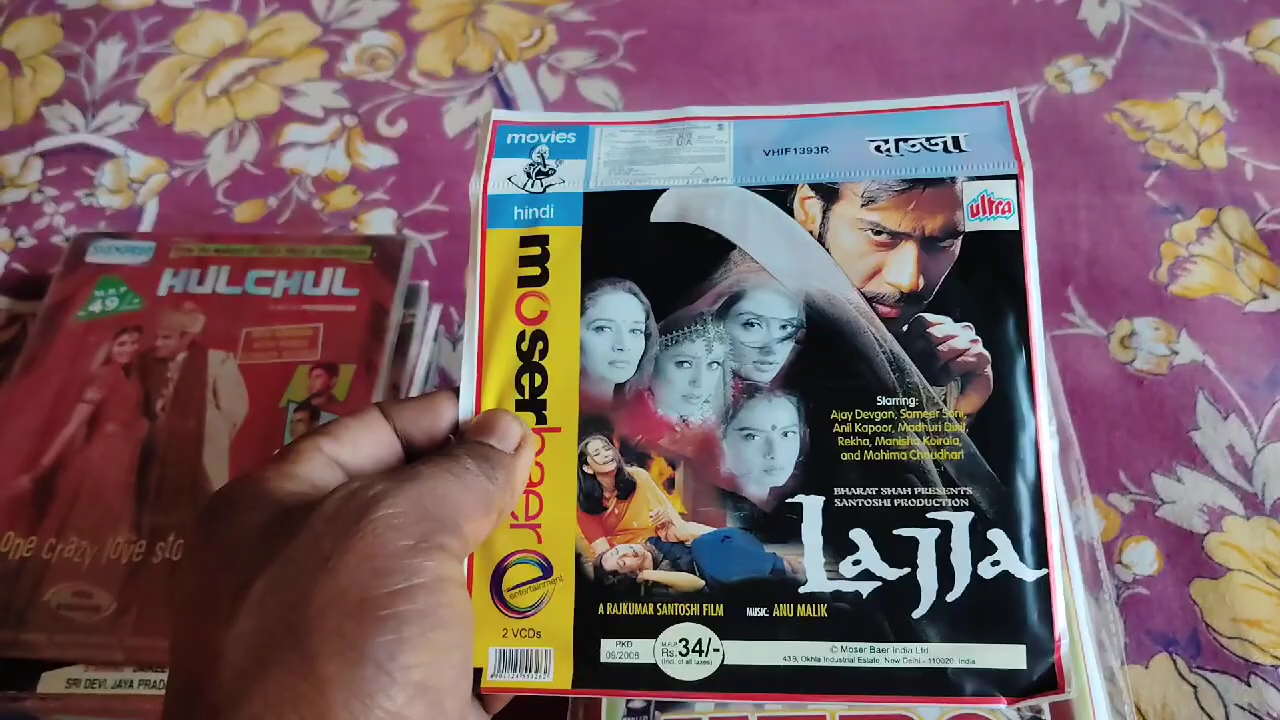 movies
hindi
moserbaer
entertainment
2 VCDs
U/A
VHIF1393R
लज्जा
ultra
Starring:
Ajay Devgan, Sameer Soni,
Anil Kapoor, Madhuri Dixit,
Rekha, Manisha Koirala,
and Mahima Choudhari
BHARAT SHAH PRESENTS
SANTOSHI PRODUCTION
Lajja
A RAJKUMAR SANTOSHI FILM
MUSIC: ANU MALIK
PKD
09/2008
M.R.P.
Rs. 34/-
(Incl. of all taxes)
© Moser Baer India Ltd.
43B, Okhla Industrial Estate, New Delhi - 110020. India
HULCHUL
M.R.P.
49/-
one crazy love sto
SRI DEVI, JAYA PRAD